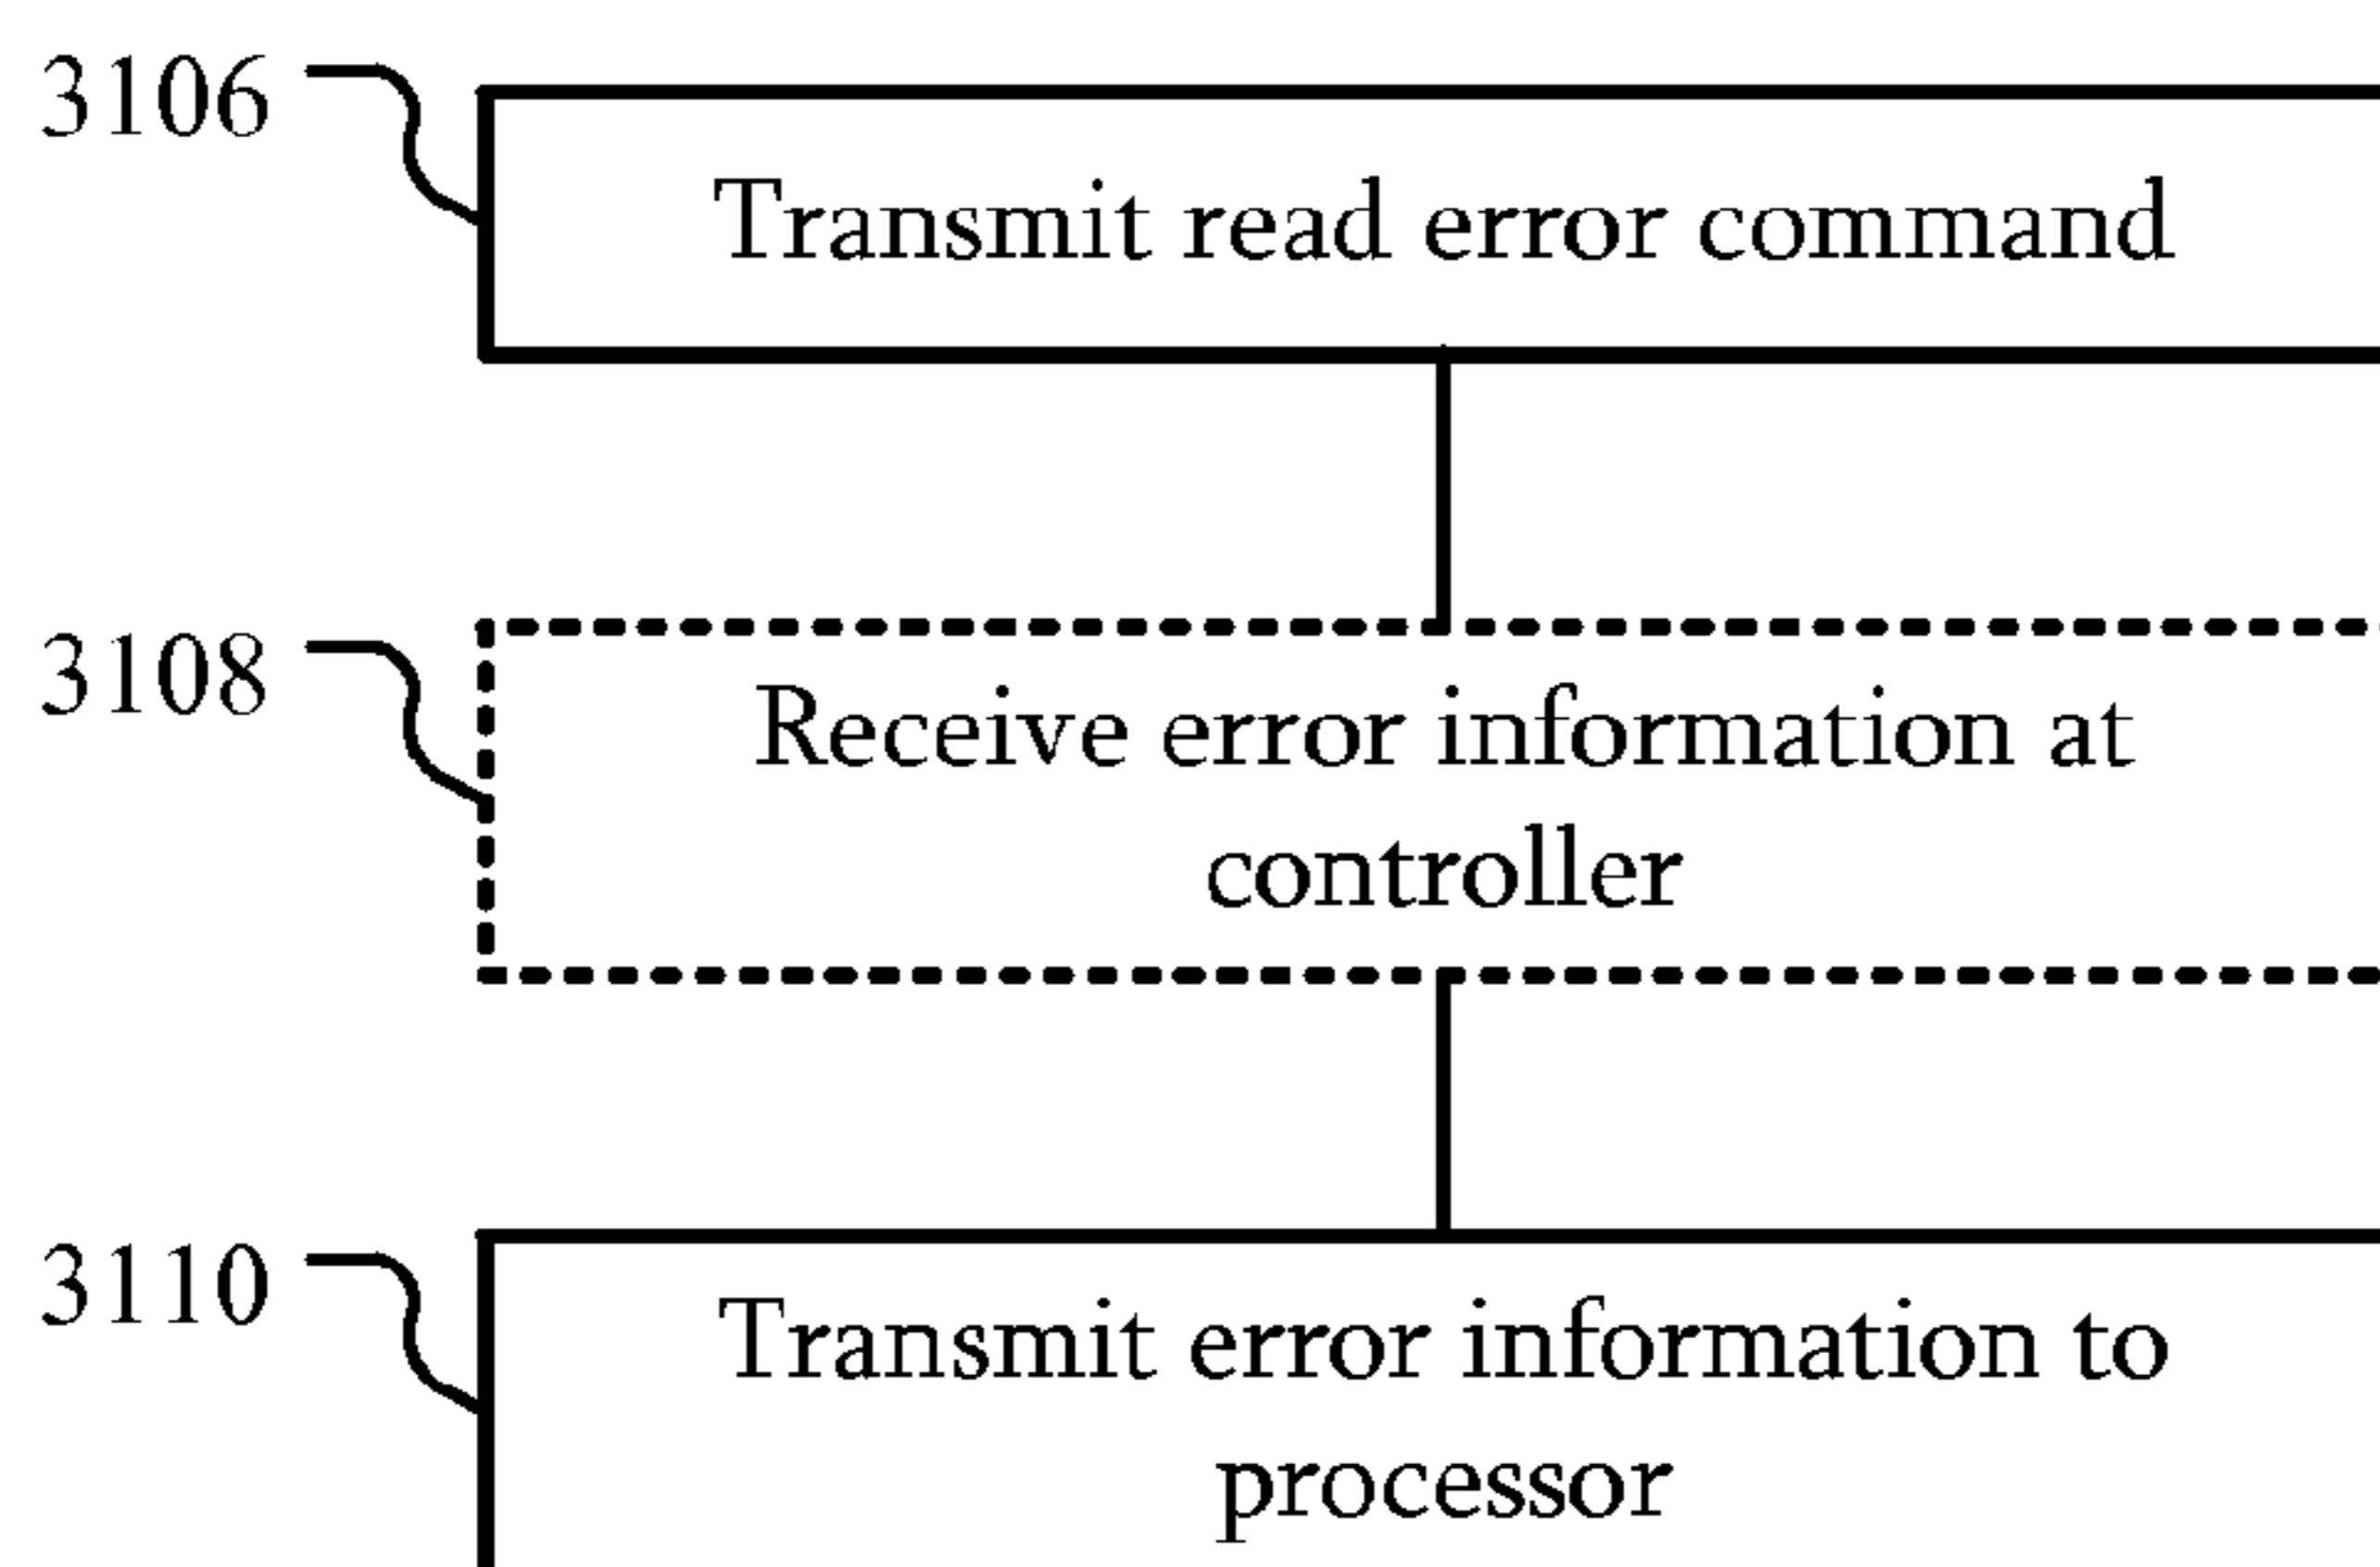 3106
Transmit read error command
3108
Receive error information at
controller
3110
Transmit error information to
processor